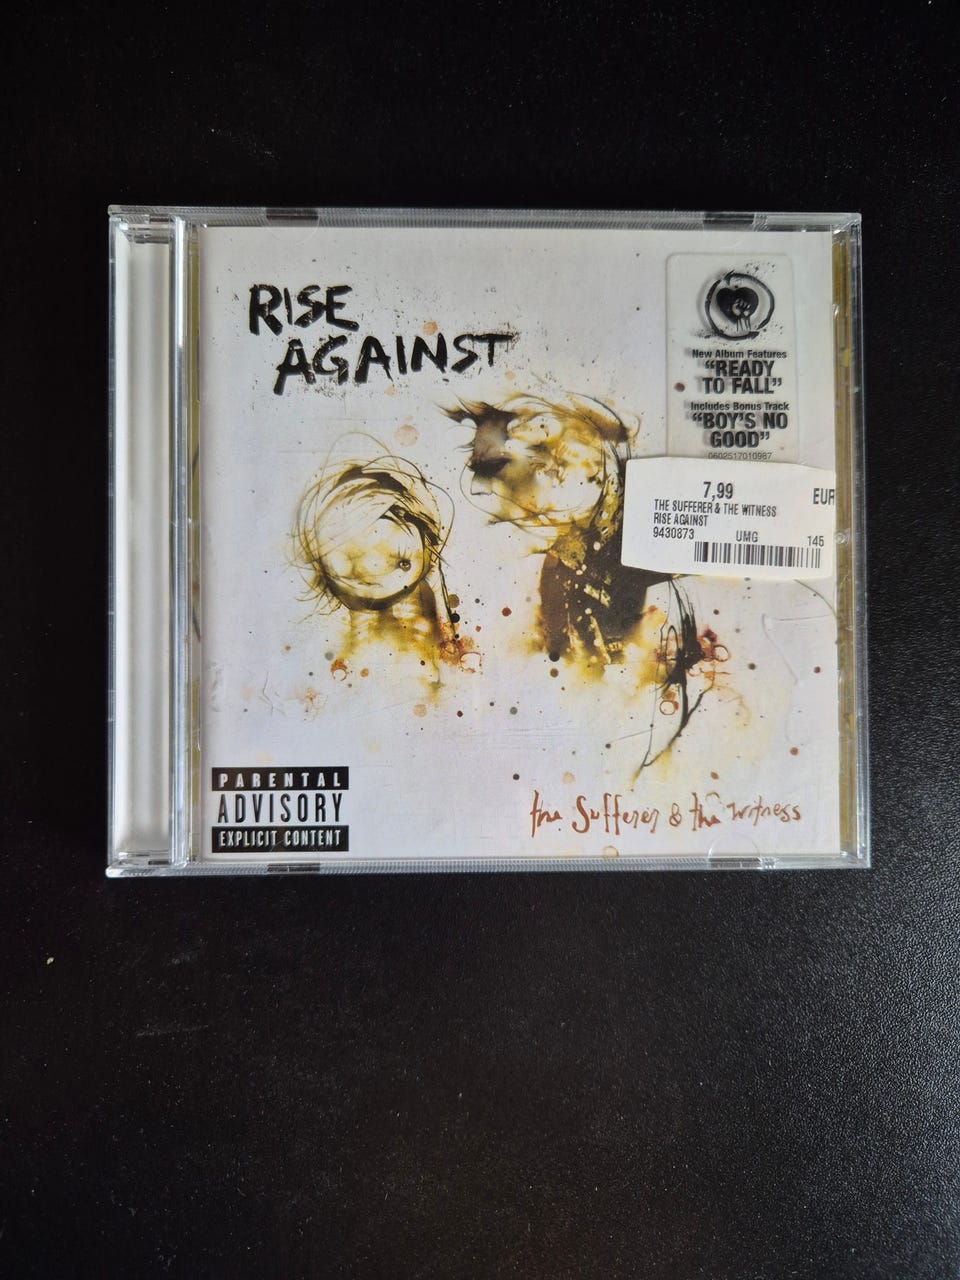 RISE
AGAINST
New Album Features
"READY
TO FALL"
Includes Bonus Track
"BOY'S NO
GOOD"
0602517010987
7,99 EUR
THE SUFFERER & THE WITNESS
RISE AGAINST
9430873 UMG 145
PARENTAL
ADVISORY
EXPLICIT CONTENT
the Sufferer & the witness